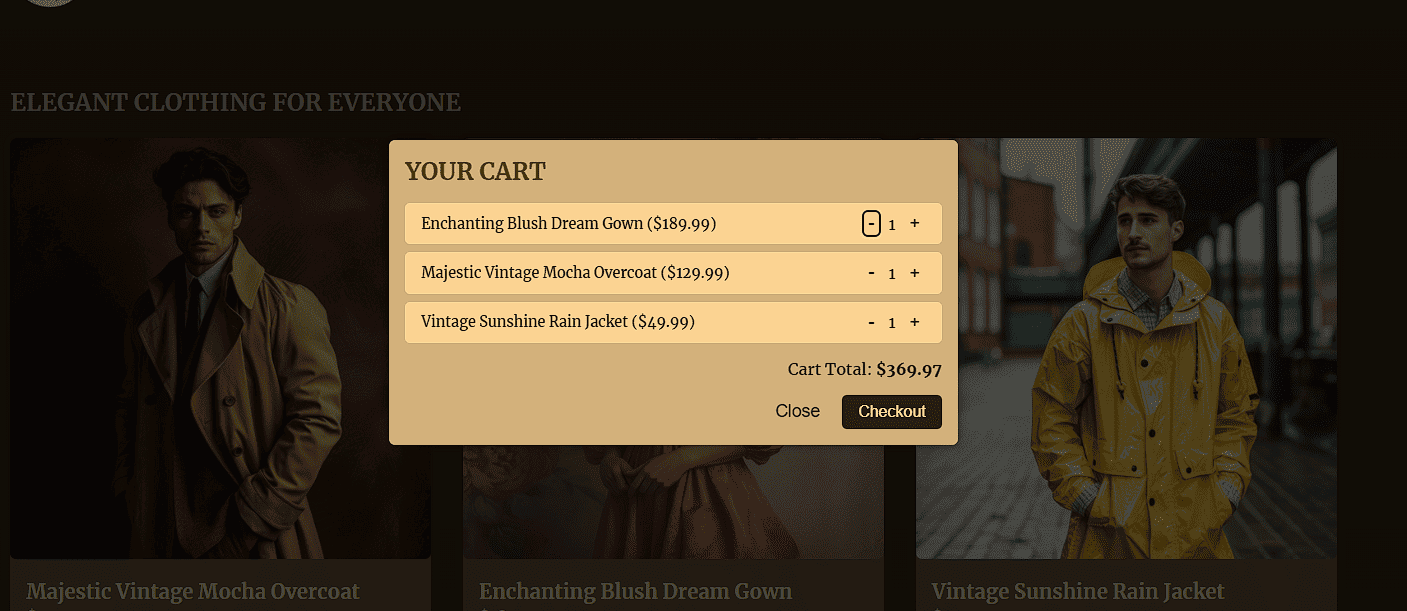 ELEGANT CLOTHING FOR EVERYONE
YOUR CART
Enchanting Blush Dream Gown ($189.99) - 1 +
Majestic Vintage Mocha Overcoat ($129.99) - 1 +
Vintage Sunshine Rain Jacket ($49.99) - 1 +
Cart Total: $369.97
Close Checkout
Majestic Vintage Mocha Overcoat Enchanting Blush Dream Gown Vintage Sunshine Rain Jacket